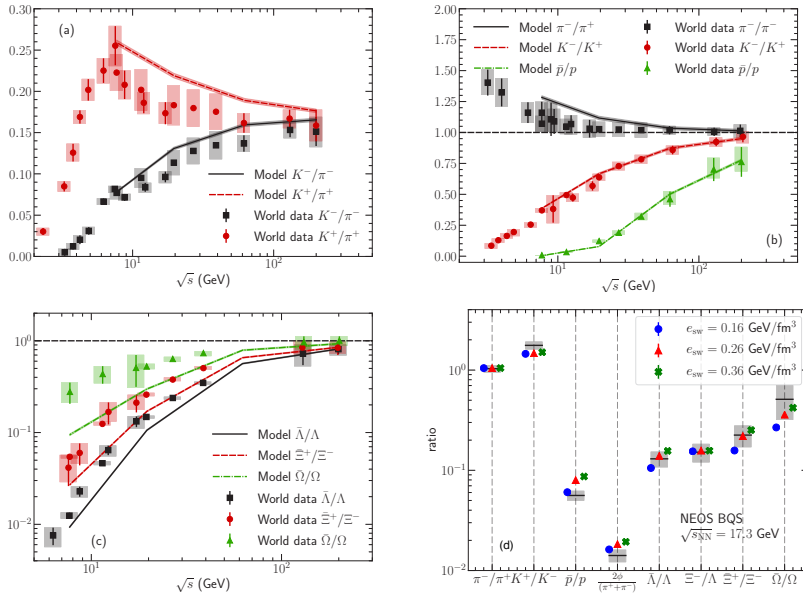 (a)
0.30
0.25
0.20
0.15
0.10
0.05
0.00
Model K⁻/π⁻
Model K⁺/π⁺
World data K⁻/π⁻
World data K⁺/π⁺
10¹
10²
√s (GeV)
Model π⁻/π⁺
Model K⁻/K⁺
Model p̄/p
World data π⁻/π⁻
World data K⁻/K⁺
World data p̄/p
2.00
1.75
1.50
1.25
1.00
0.75
0.50
0.25
0.00
(b)
10¹
10²
√s (GeV)
10⁰
10⁻¹
10⁻²
Model Λ̄/Λ
Model Ξ⁺/Ξ⁻
Model Ω̄/Ω
World data Λ̄/Λ
World data Ξ̄⁺/Ξ⁻
World data Ω̄/Ω
(c)
10¹
10²
√s (GeV)
e_sw = 0.16 GeV/fm³
e_sw = 0.26 GeV/fm³
e_sw = 0.36 GeV/fm³
10⁰
10⁻¹
10⁻²
ratio
NEOS BQS
√s_NN = 17.3 GeV
(d)
π⁻/π⁺ K⁺/K⁻ p̄/p 2φ/(π⁺+π⁻) Λ̄/Λ Ξ⁻/Λ Ξ̄⁺/Ξ⁻ Ω̄/Ω